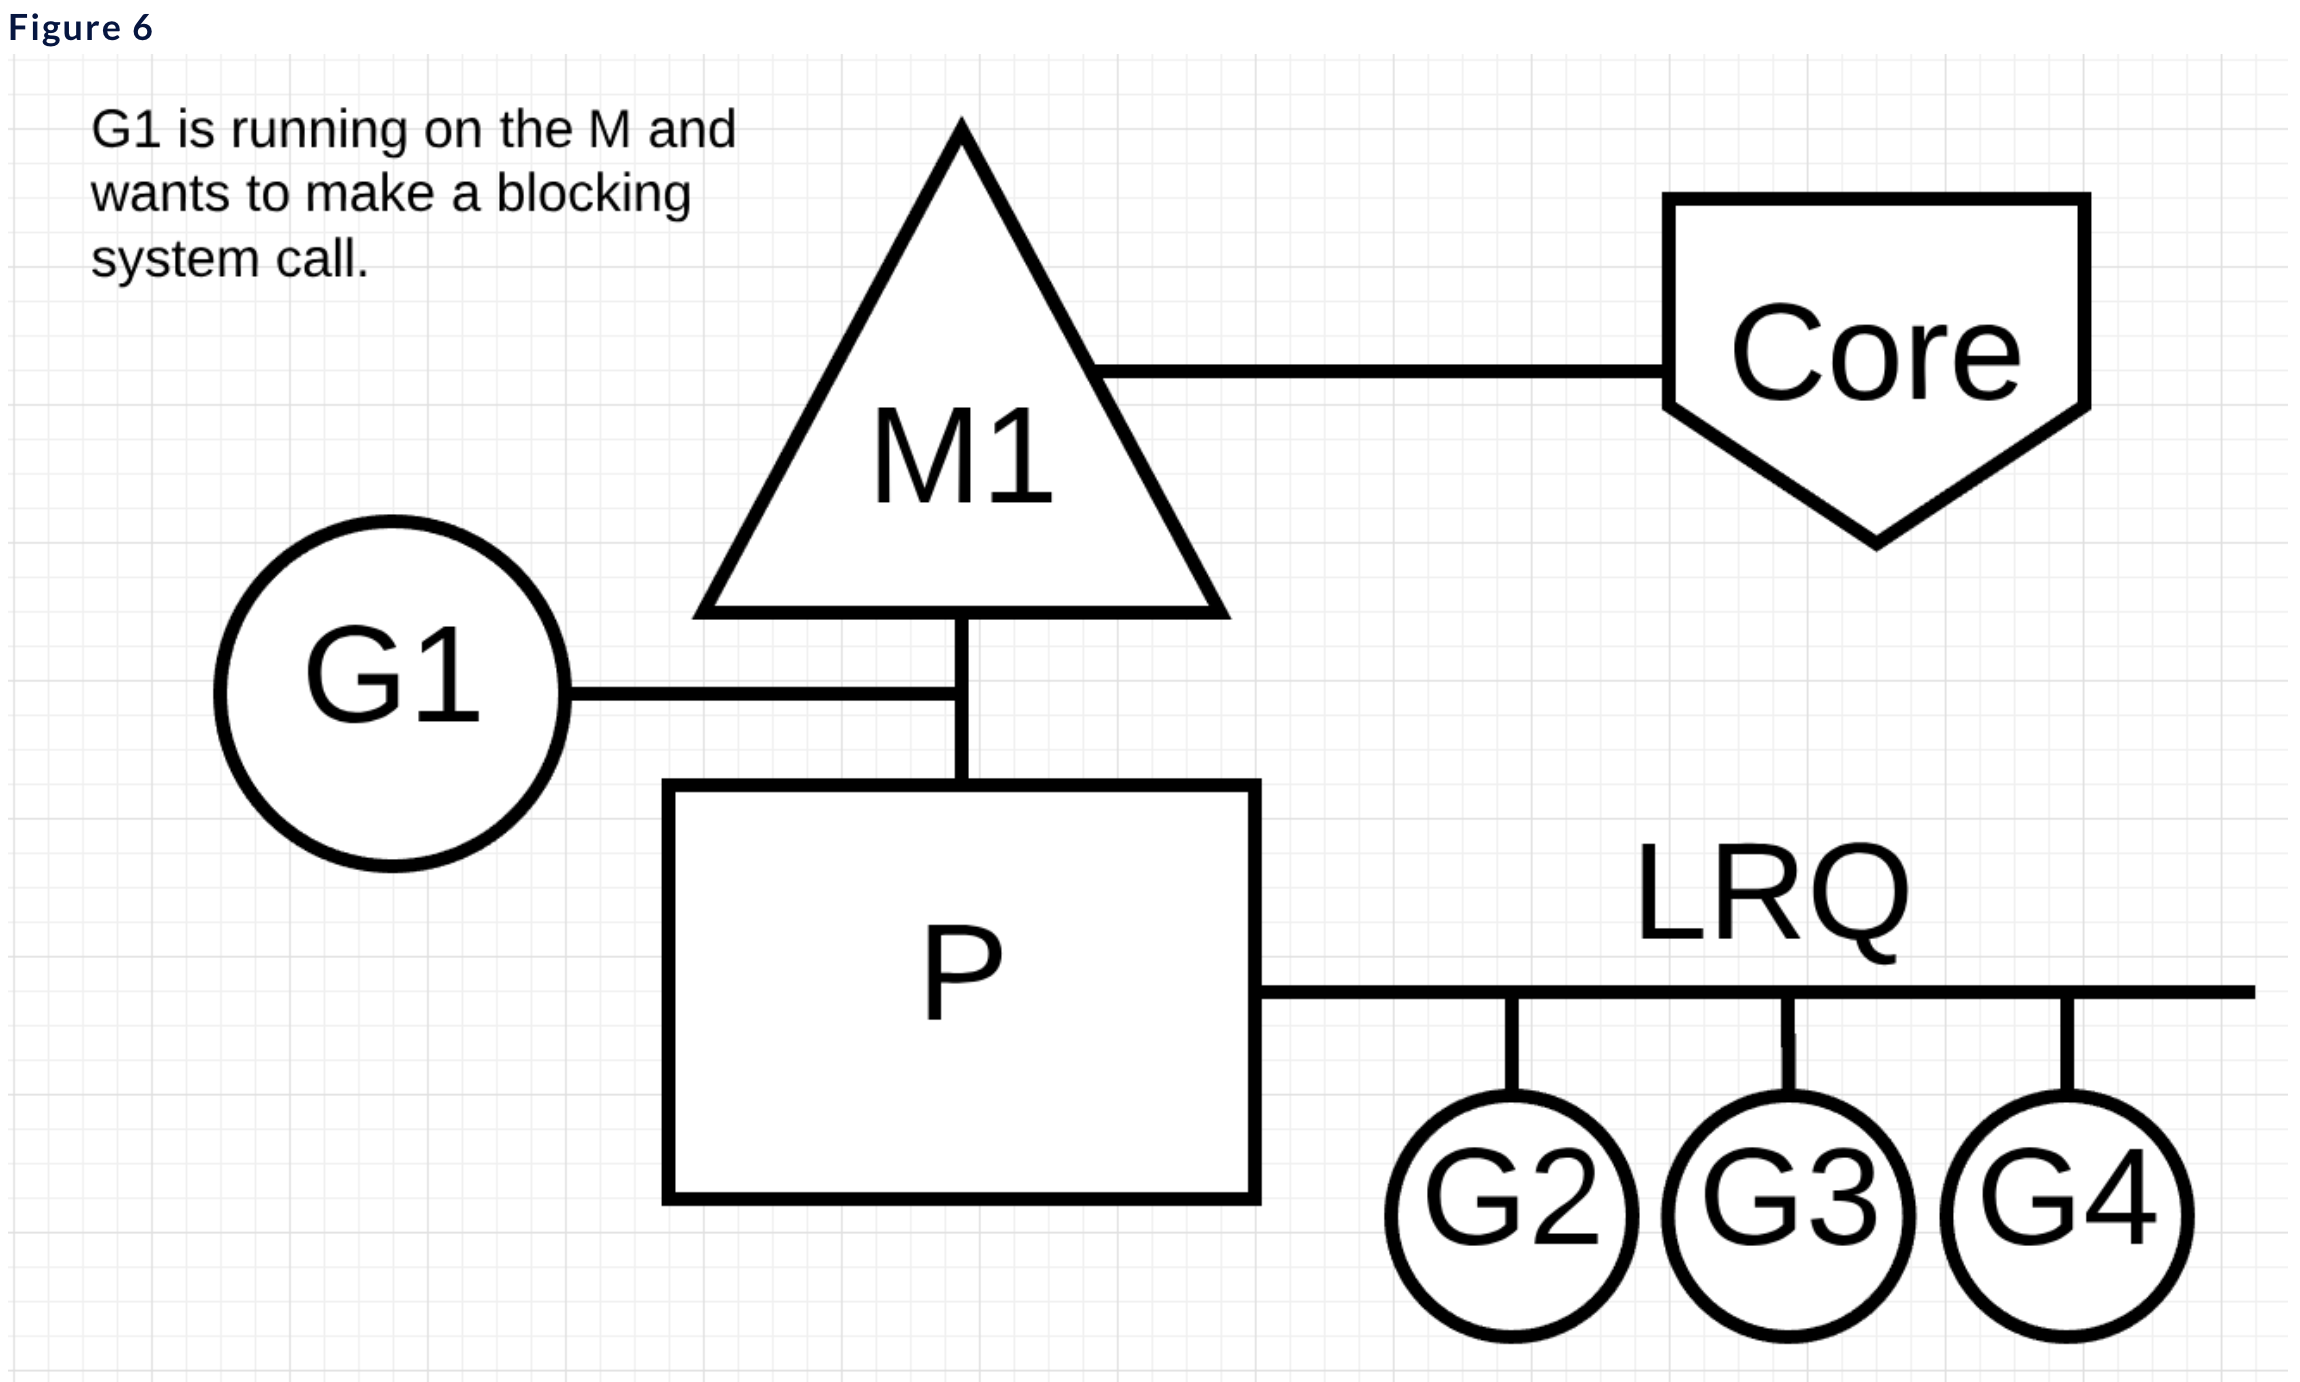 Figure 6
G1 is running on the M and
wants to make a blocking
system call.
Core
M1
G1
LRQ
P
G2 G3 G4